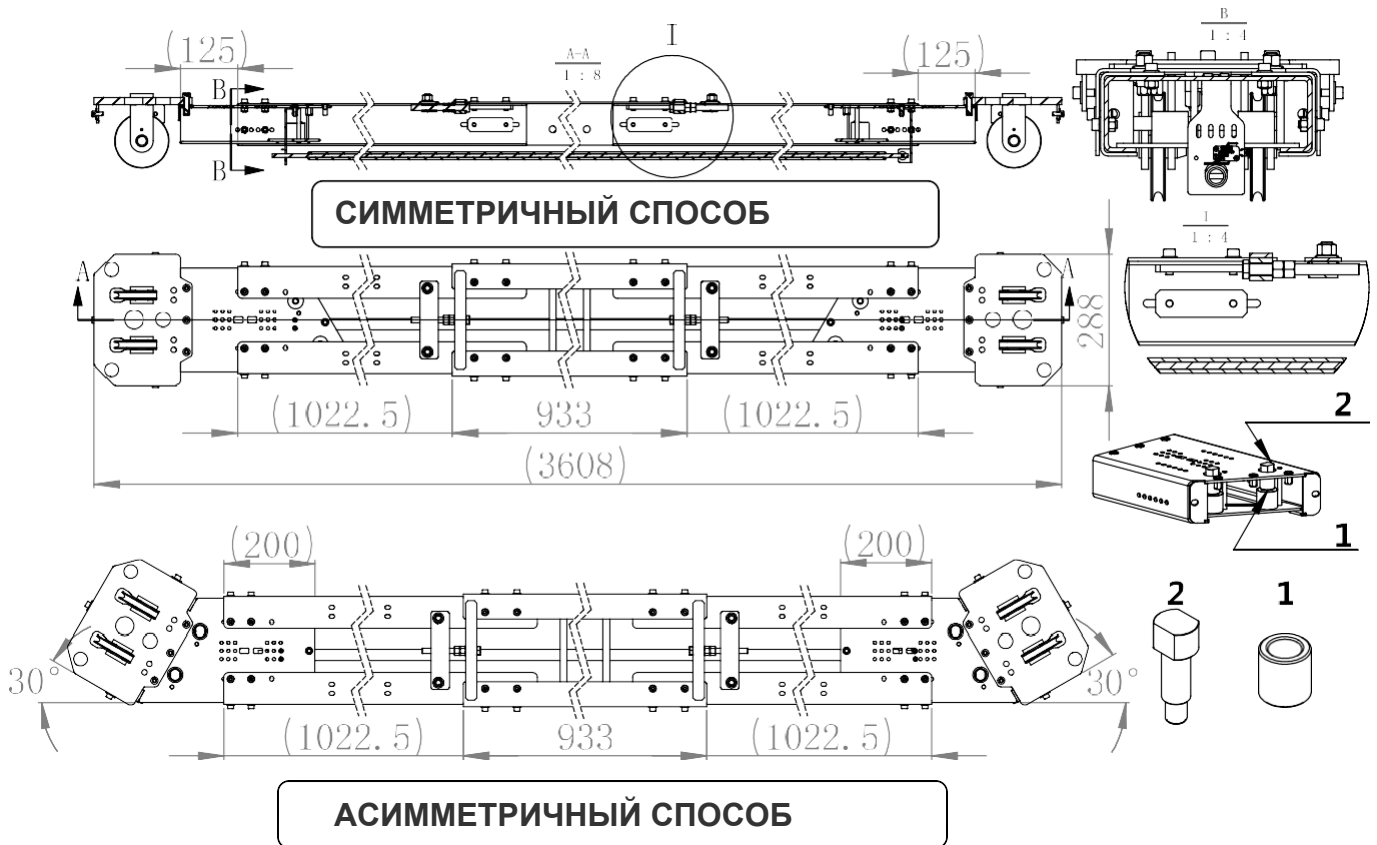 (125)
B
A-A
1 : 8
I
(125)
B
1 : 4
B
СИММЕТРИЧНЫЙ СПОСОБ
I
1 : 4
A
A
288
(1022. 5)
933
(1022. 5)
(3608)
2
1
(200)
(200)
30°
30°
2
1
(1022. 5)
933
(1022. 5)
АСИММЕТРИЧНЫЙ СПОСОБ